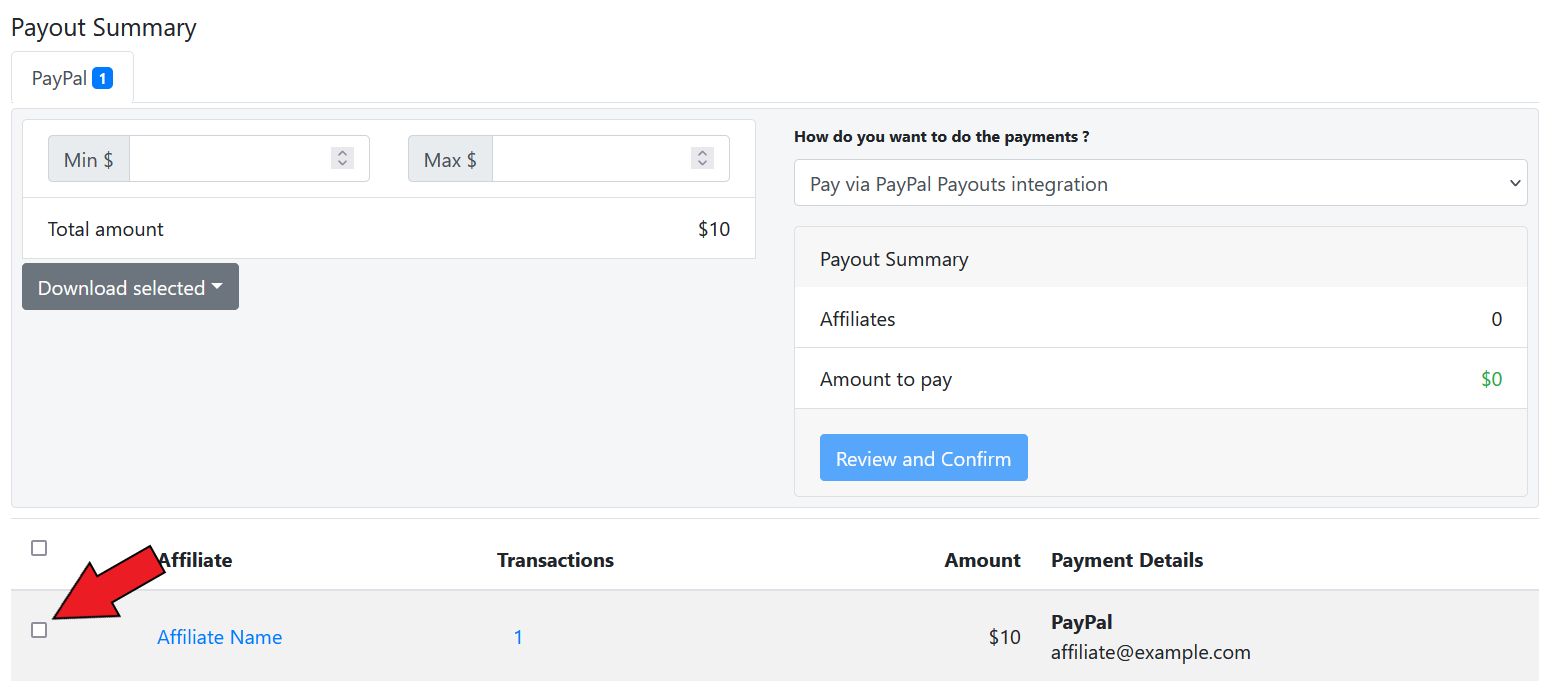 Payout Summary
PayPal 1
Min $
Max $
Total amount $10
Download selected
How do you want to do the payments ?
Pay via PayPal Payouts integration
Payout Summary
Affiliates 0
Amount to pay $0
Review and Confirm
Affiliate Transactions Amount Payment Details
Affiliate Name 1 $10 PayPal
affiliate@example.com